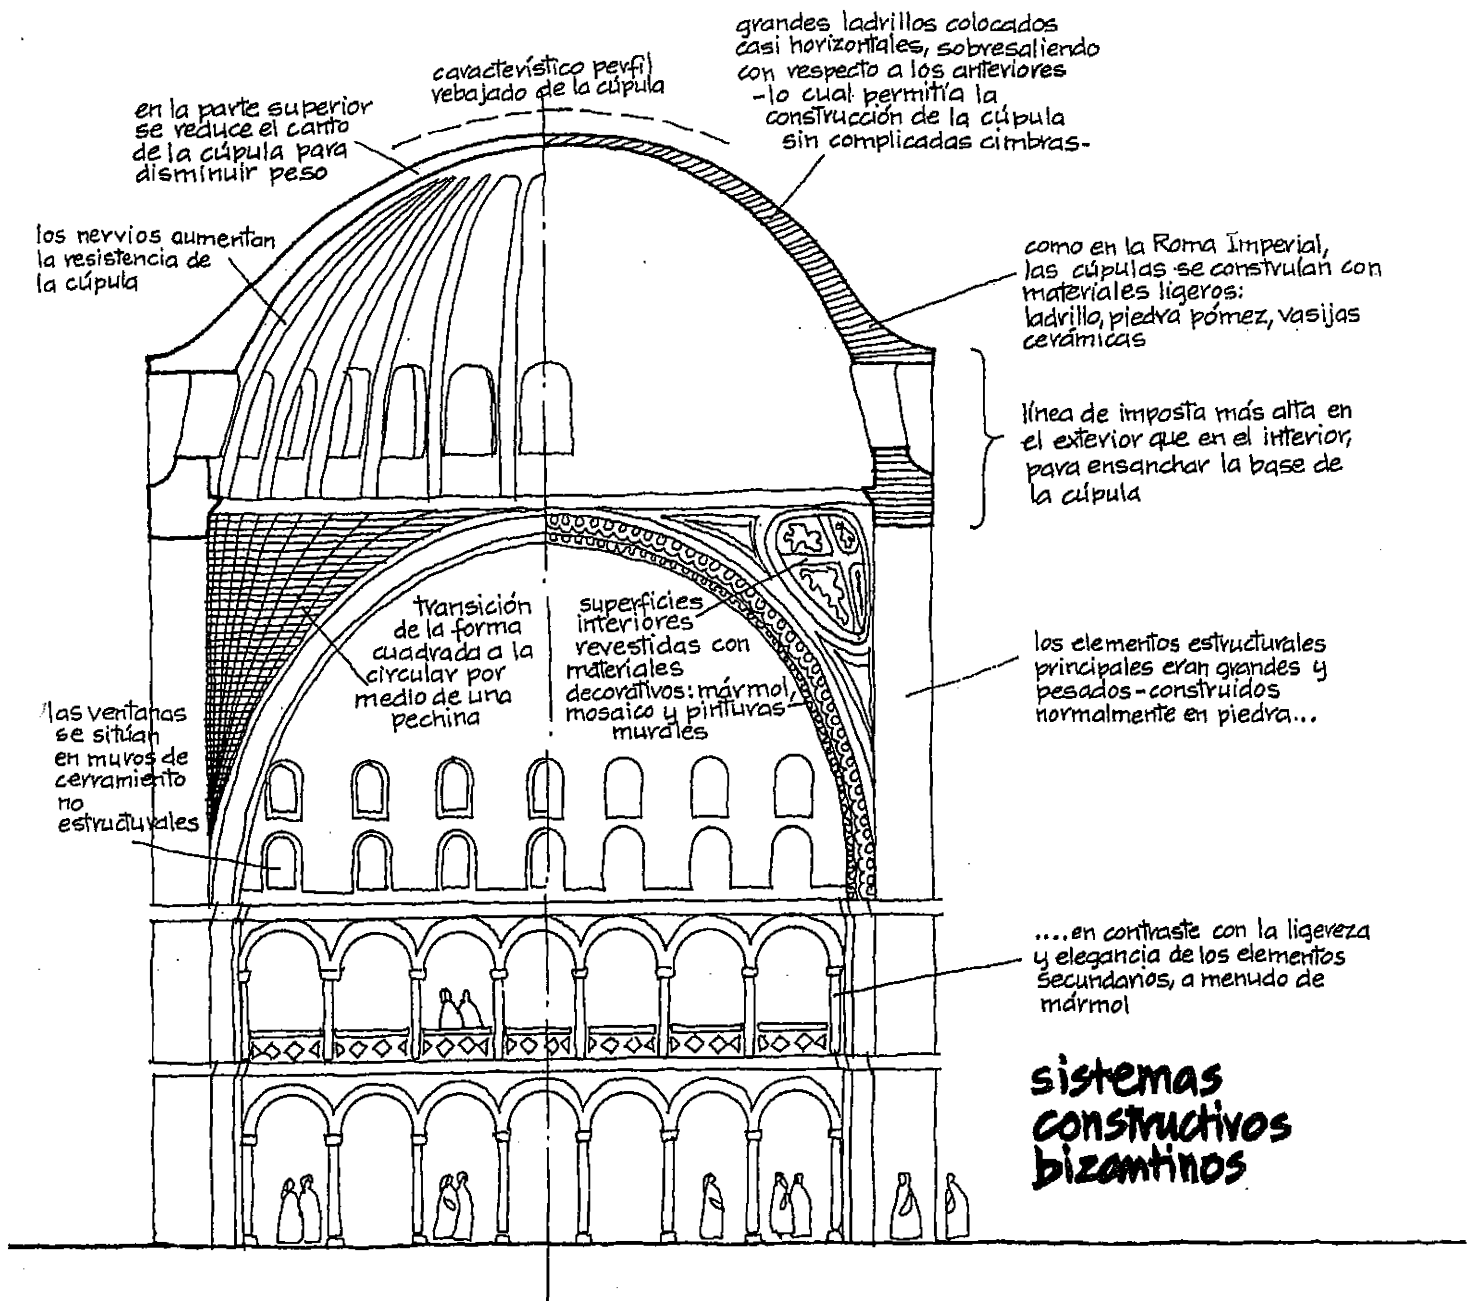 característico perfil
rebajado de la cúpula
grandes ladrillos colocados
casi horizontales, sobresaliendo
con respecto a los anteriores
-lo cual permitía la
construcción de la cúpula
sin complicadas cimbras-
en la parte superior
se reduce el canto
de la cúpula para
disminuir peso
los nervios aumentan
la resistencia de
la cúpula
como en la Roma Imperial,
las cúpulas se construían con
materiales ligeros:
ladrillo, piedra pómez, vasijas
cerámicas
línea de imposta más alta en
el exterior que en el interior,
para ensanchar la base de
la cúpula
transición
de la forma
cuadrada a la
circular por
medio de una
pechina
superficies
interiores
revestidas con
materiales
decorativos: mármol,
mosaico y pinturas
murales
los elementos estructurales
principales eran grandes y
pesados-construidos
normalmente en piedra...
las ventanas
se sitúan
en muros de
cerramiento
no
estructurales
....en contraste con la ligereza
y elegancia de los elementos
secundarios, a menudo de
mármol
sistemas
constructivos
bizantinos